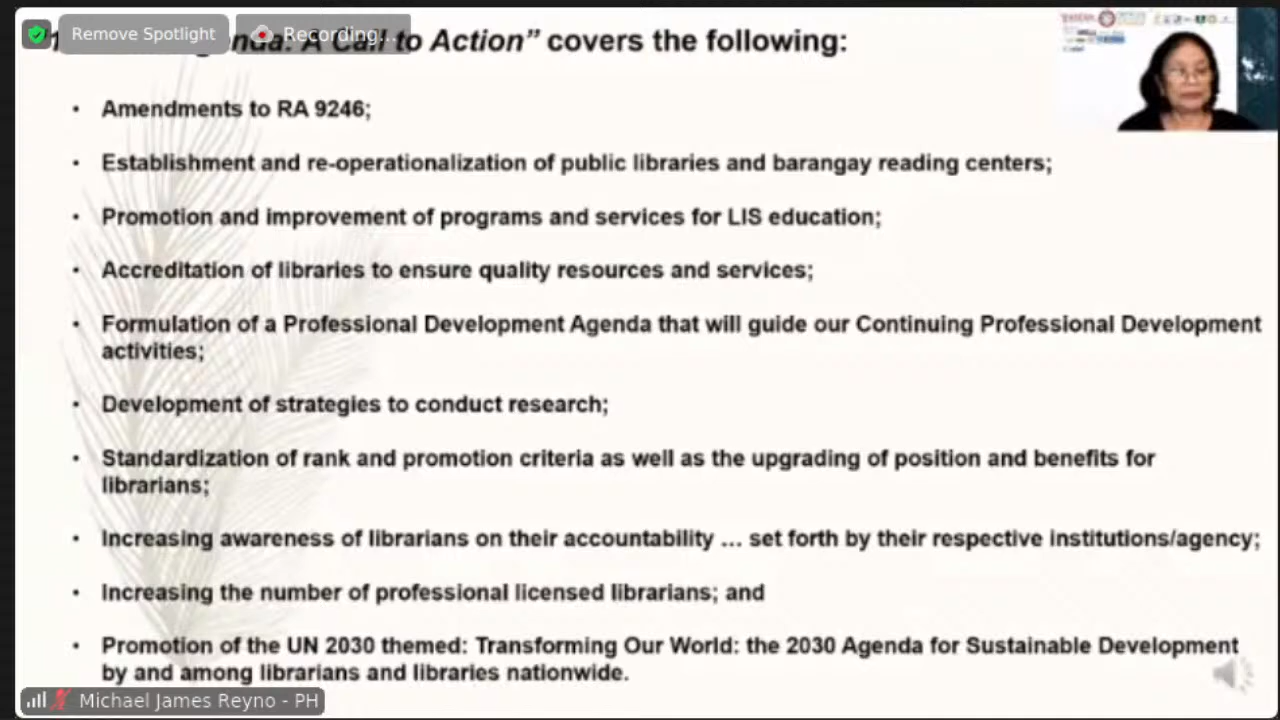 Remove Spotlight
Recording...
Agenda: A Call to Action” covers the following:
• Amendments to RA 9246;
• Establishment and re-operationalization of public libraries and barangay reading centers;
• Promotion and improvement of programs and services for LIS education;
• Accreditation of libraries to ensure quality resources and services;
• Formulation of a Professional Development Agenda that will guide our Continuing Professional Development
activities;
• Development of strategies to conduct research;
• Standardization of rank and promotion criteria as well as the upgrading of position and benefits for
librarians;
• Increasing awareness of librarians on their accountability ... set forth by their respective institutions/agency;
• Increasing the number of professional licensed librarians; and
• Promotion of the UN 2030 themed: Transforming Our World: the 2030 Agenda for Sustainable Development
by and among librarians and libraries nationwide.
Michael James Reyno - PH